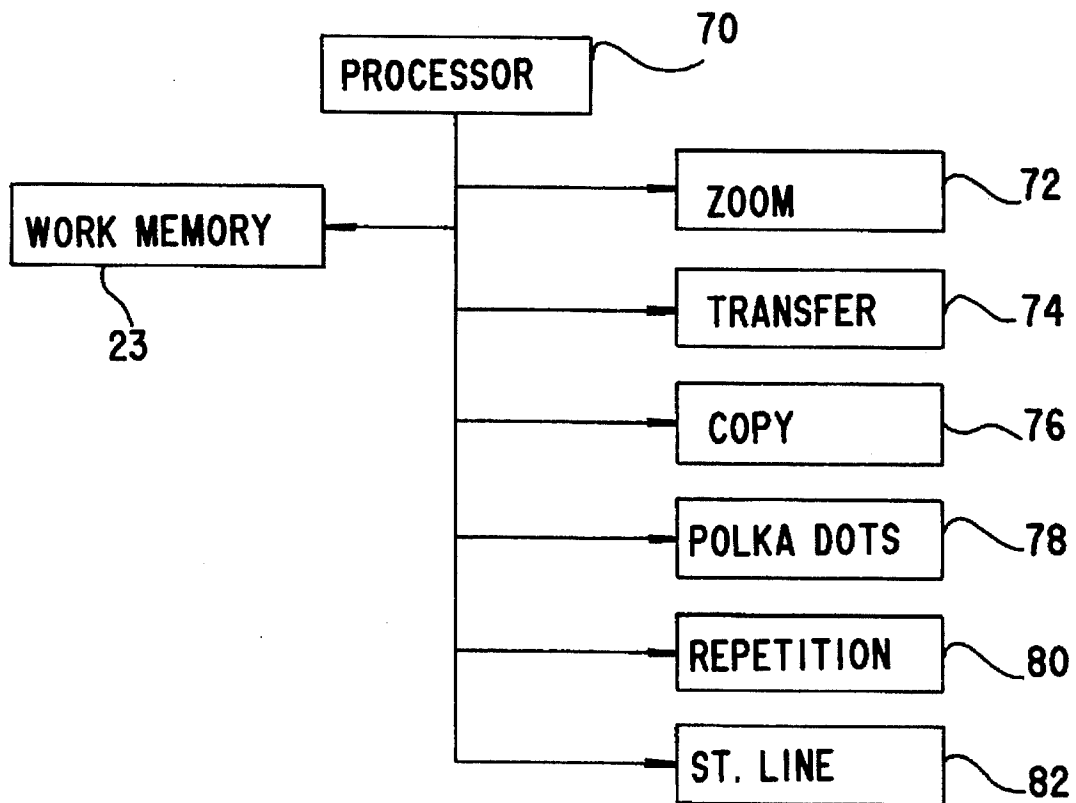 70
PROCESSOR
ZOOM
72
WORK MEMORY
23
TRANSFER
74
COPY
76
POLKA DOTS
78
REPETITION
80
ST. LINE
82